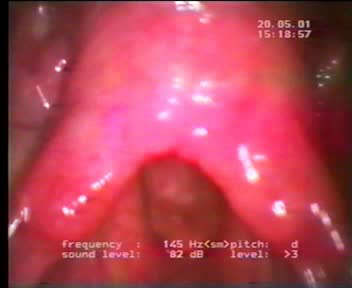 20.05.01
15:18:57
frequency : 145 Hz<sm>pitch: d
sound level: 82 dB level: >3